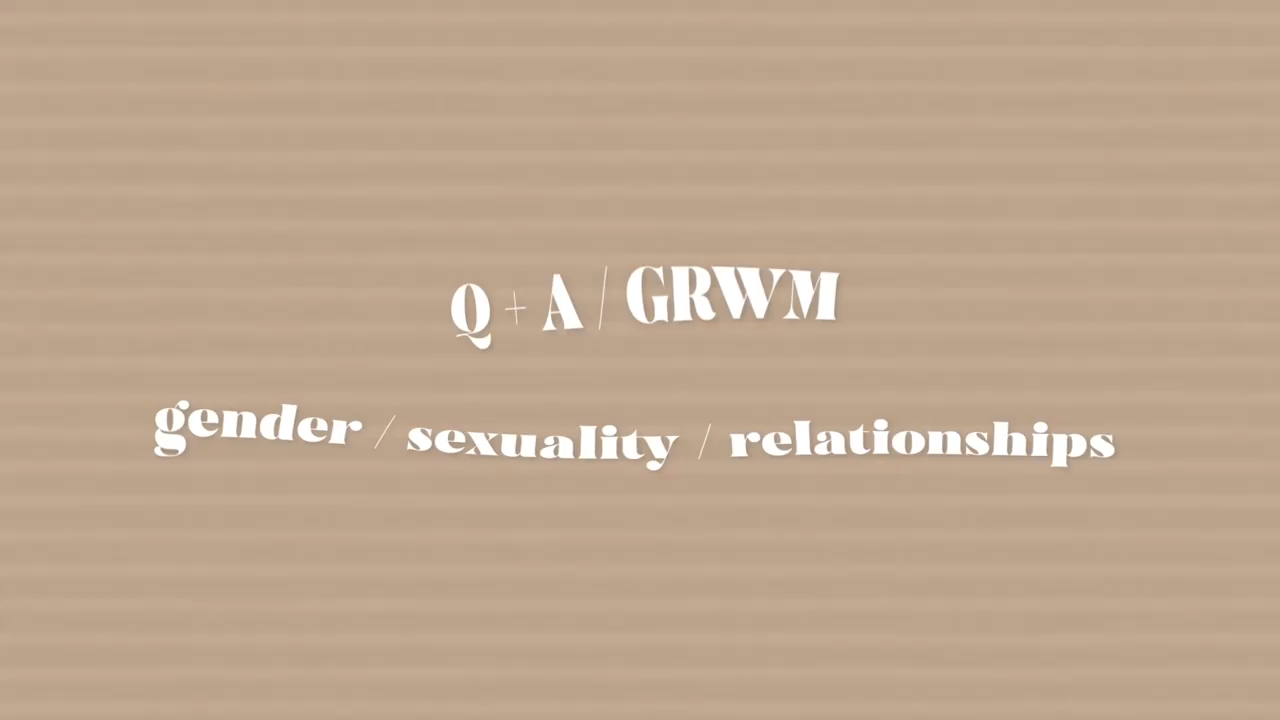 Q + A / GRWM
gender / sexuality / relationships